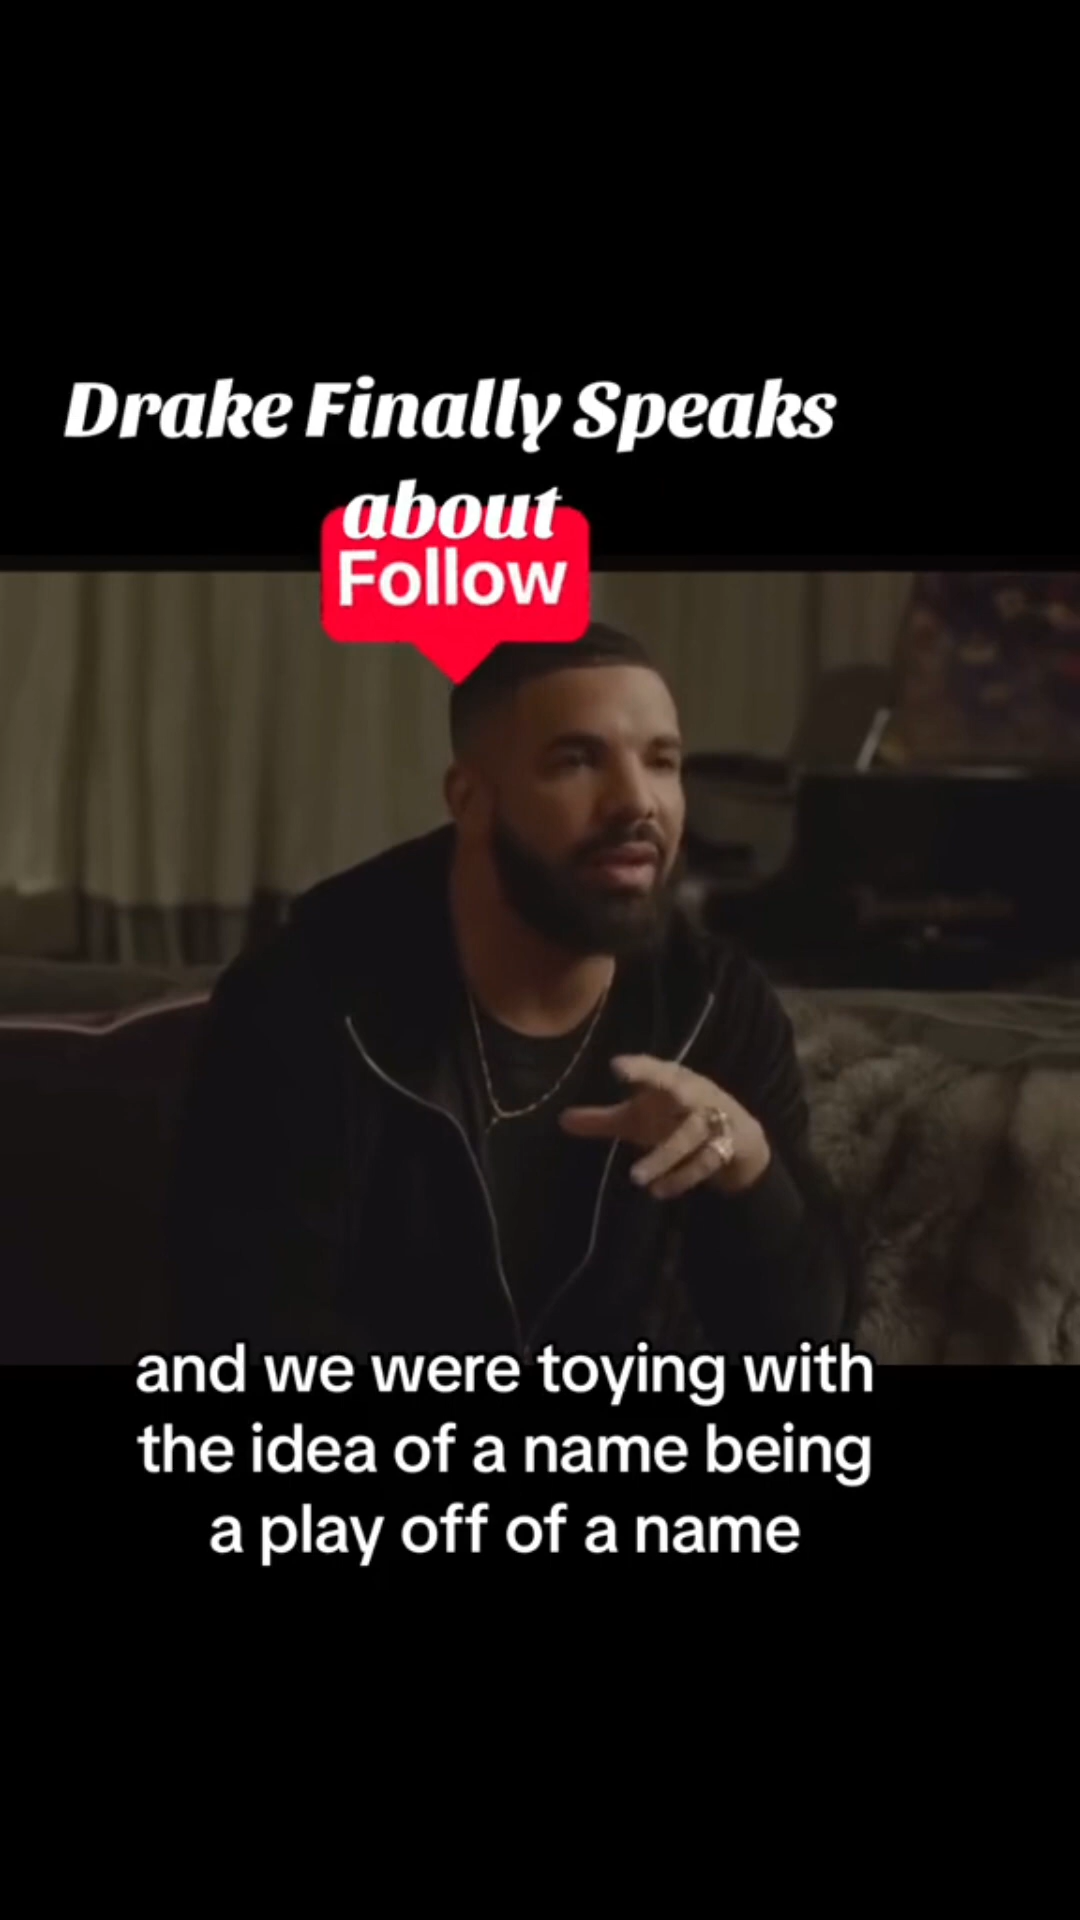 Drake Finally Speaks
about
Follow
and we were toying with
the idea of a name being
a play off of a name